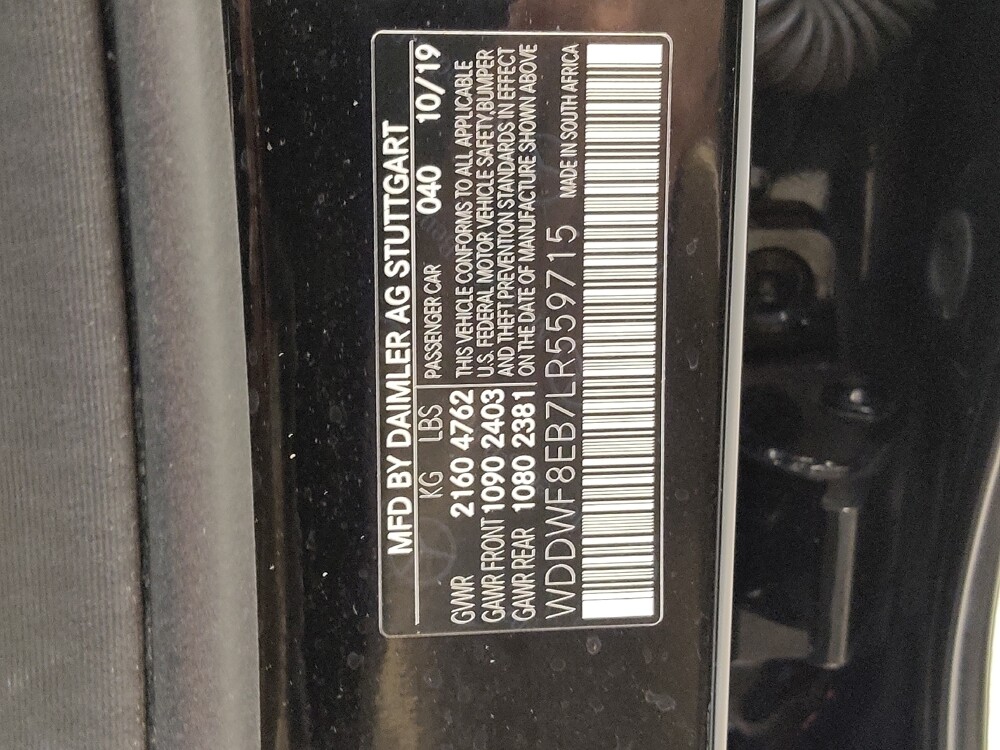 MFD BY DAIMLER AG STUTTGART
KG LBS PASSENGER CAR 040 10/19
GVWR 2160 4762
GAWR FRONT 1090 2403
GAWR REAR 1080 2381
THIS VEHICLE CONFORMS TO ALL APPLICABLE
U.S. FEDERAL MOTOR VEHICLE SAFETY,BUMPER
AND THEFT PREVENTION STANDARDS IN EFFECT
ON THE DATE OF MANUFACTURE SHOWN ABOVE
WDDWF8EB7LR559715 MADE IN SOUTH AFRICA